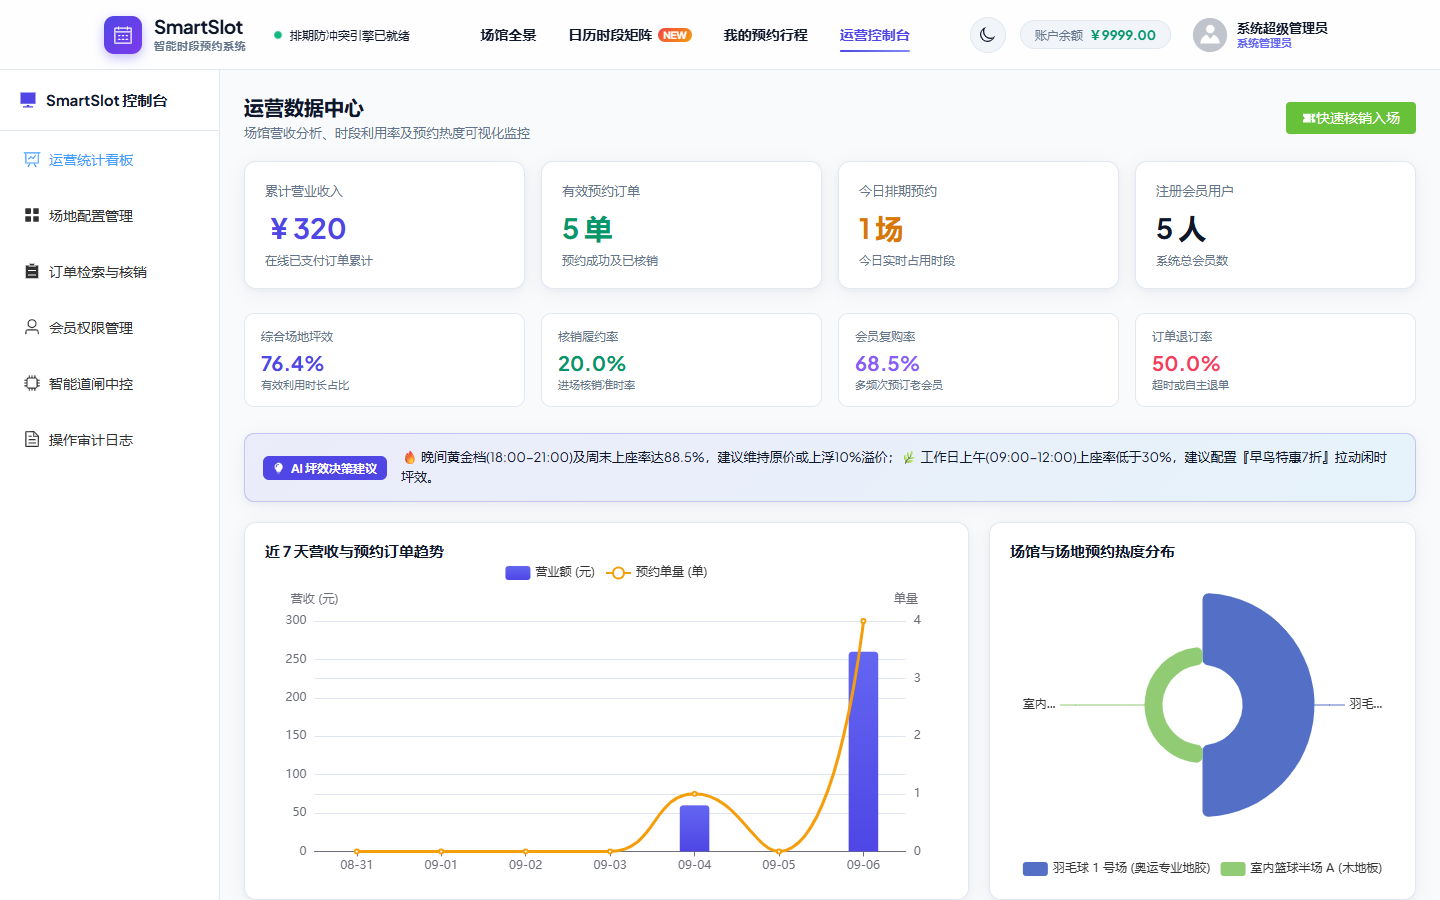 SmartSlot
智能时段预约系统
排期防冲突引擎已就绪
场馆全景
日历时段矩阵 NEW
我的预约行程
运营控制台
账户余额 ￥9999.00
系统超级管理员
系统管理员
SmartSlot 控制台
运营统计看板
场地配置管理
订单检索与核销
会员权限管理
智能道闸中控
操作审计日志
运营数据中心
场馆营收分析、时段利用率及预约热度可视化监控
快速核销入场
累计营业收入
￥320
在线已支付订单累计
有效预约订单
5 单
预约成功及已核销
今日排期预约
1 场
今日实时占用时段
注册会员用户
5 人
系统总会员数
综合场地坪效
76.4%
有效利用时长占比
核销履约率
20.0%
进场核销准时率
会员复购率
68.5%
多频次预订老会员
订单退订率
50.0%
超时或自主退单
AI 坪效决策建议
🔥 晚间黄金档(18:00-21:00)及周末上座率达88.5%，建议维持原价或上浮10%溢价；🌿 工作日上午(09:00-12:00)上座率低于30%，建议配置『早鸟特惠7折』拉动闲时
坪效。
近 7 天营收与预约订单趋势
营业额 (元)
预约单量 (单)
营收 (元)
单量
300
250
200
150
100
50
0
4
3
2
1
0
08-31
09-01
09-02
09-03
09-04
09-05
09-06
场馆与场地预约热度分布
室内...
羽毛...
羽毛球 1 号场 (奥运专业地胶)
室内篮球半场 A (木地板)